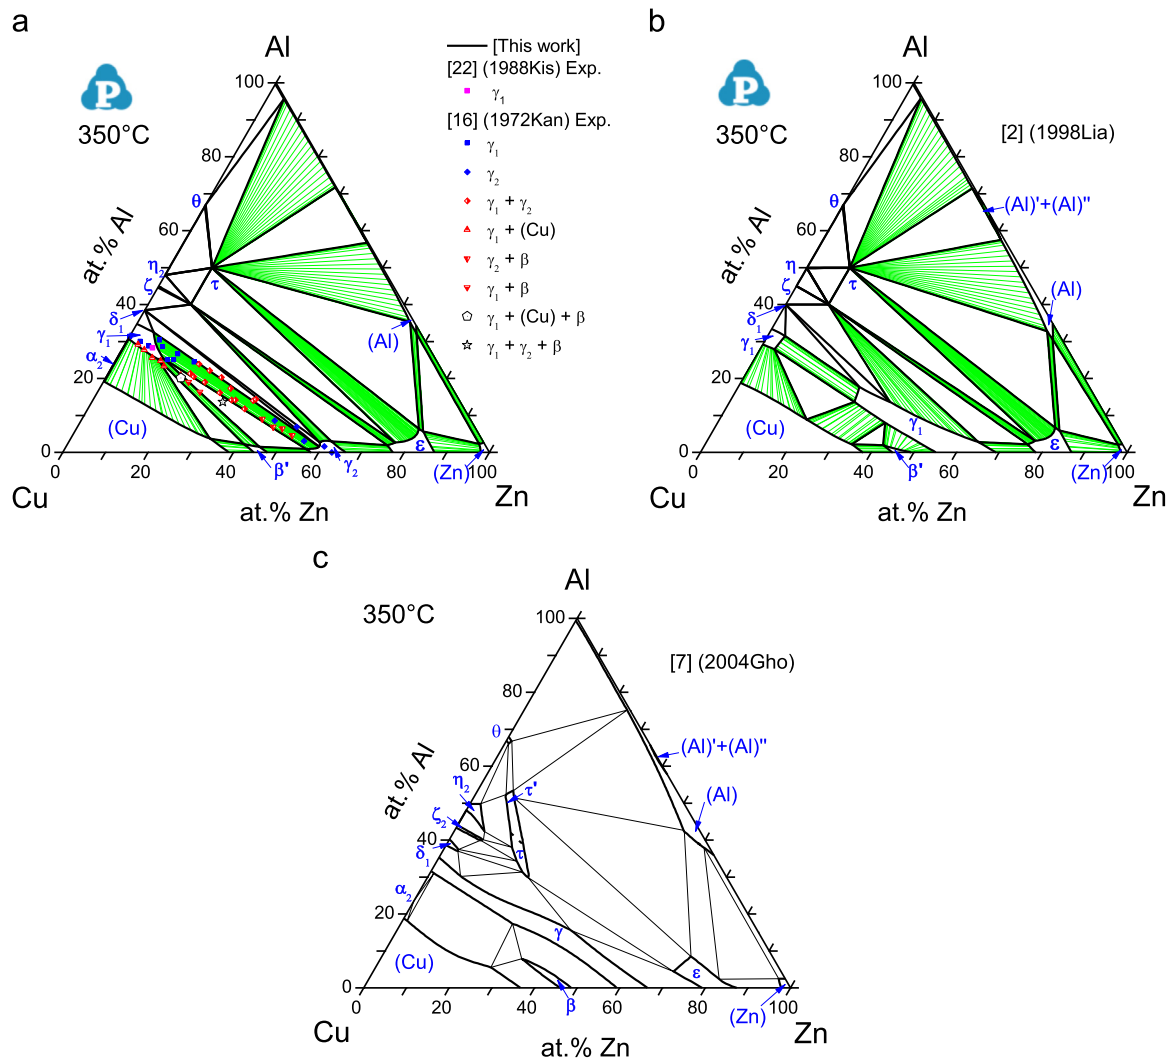 a
Al
P
350°C
[This work]
[22] (1988Kis) Exp.
γ1
[16] (1972Kan) Exp.
γ1
γ2
γ1 + γ2
γ1 + (Cu)
γ2 + β
γ1 + β
γ1 + (Cu) + β
γ1 + γ2 + β
100
80
60
40
20
0
at.% Al
θ
η2
ζ
δ1
γ1
α2
τ
(Al)
(Cu)
ε
β'
γ2
(Zn)
0
20
40
60
80
100
Cu
at.% Zn
Zn
b
Al
P
350°C
[2] (1998Lia)
100
80
60
40
20
0
at.% Al
θ
η
ζ
δ1
γ1
τ
(Al)'+(Al)"
(Al)
(Cu)
γ1
ε
β'
(Zn)
0
20
40
60
80
100
Cu
at.% Zn
Zn
c
Al
350°C
[7] (2004Gho)
100
80
60
40
20
0
at.% Al
θ
η2
ζ2
δ1
α2
τ'
τ
(Al)'+(Al)"
(Al)
γ
(Cu)
ε
β
(Zn)
0
20
40
60
80
100
Cu
at.% Zn
Zn